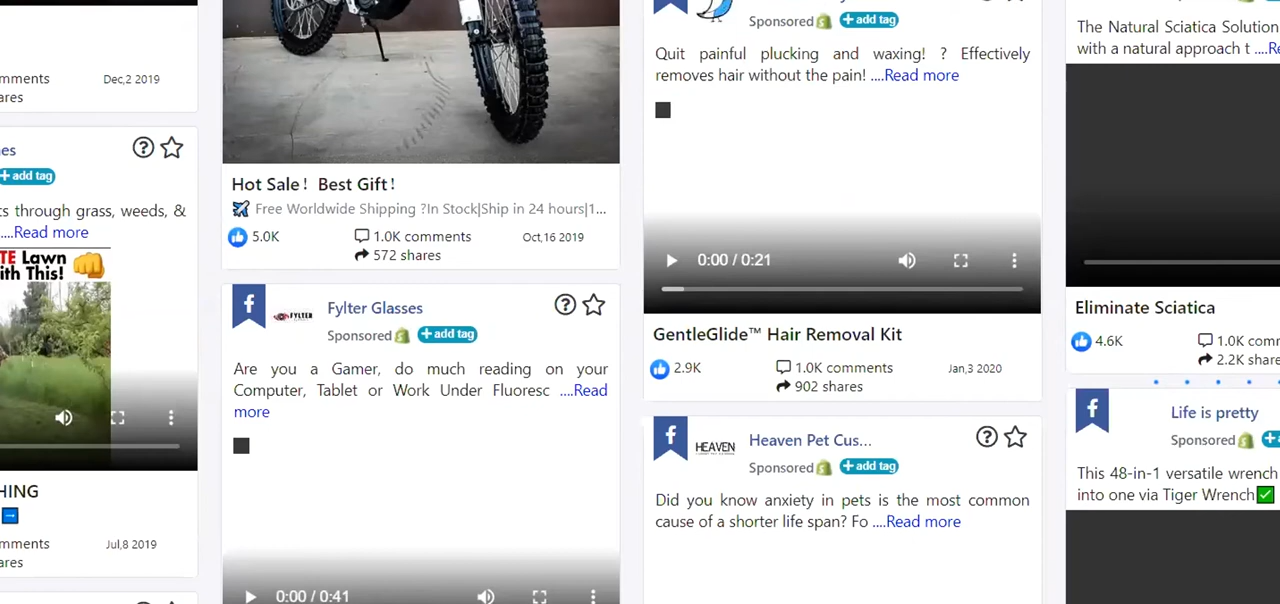 mments
Dec,2 2019
ares
es
+ add tag
ts through grass, weeds, &
....Read more
TE Lawn
ith This!
HING
mments
Jul,8 2019
ares
Hot Sale! Best Gift!
Free Worldwide Shipping ?In Stock|Ship in 24 hours|1...
5.0K
1.0K comments
Oct,16 2019
572 shares
FYLTER
Fylter Glasses
Sponsored
+ add tag
Are you a Gamer, do much reading on your
Computer, Tablet or Work Under Fluoresc ....Read
more
0:00 / 0:41
Sponsored
+ add tag
Quit painful plucking and waxing! ? Effectively
removes hair without the pain! ....Read more
0:00 / 0:21
GentleGlide™ Hair Removal Kit
2.9K
1.0K comments
Jan,3 2020
902 shares
HEAVEN
Heaven Pet Cus...
Sponsored
+ add tag
Did you know anxiety in pets is the most common
cause of a shorter life span? Fo ....Read more
The Natural Sciatica Solution
with a natural approach t ....Re
Eliminate Sciatica
4.6K
1.0K comm
2.2K share
Life is pretty
Sponsored
+
This 48-in-1 versatile wrench
into one via Tiger Wrench